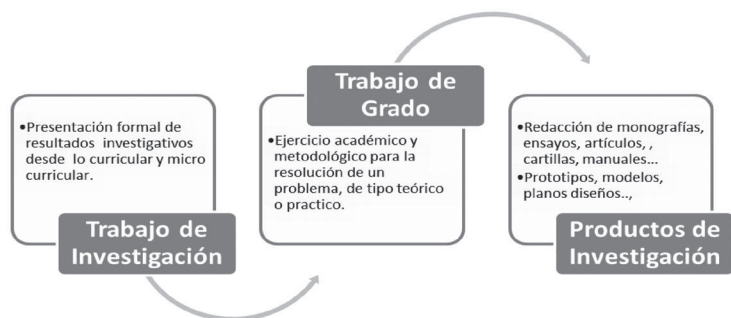 •Presentación formal de
resultados investigativos
desde lo curricular y micro
curricular.
Trabajo de
Investigación
Trabajo de
Grado
•Ejercicio académico y
metodológico para la
resolución de un
problema, de tipo teórico
o practico.
•Redacción de monografías,
ensayos, artículos, ,
cartillas, manuales...
•Prototipos, modelos,
planos diseños..,
Productos de
Investigación